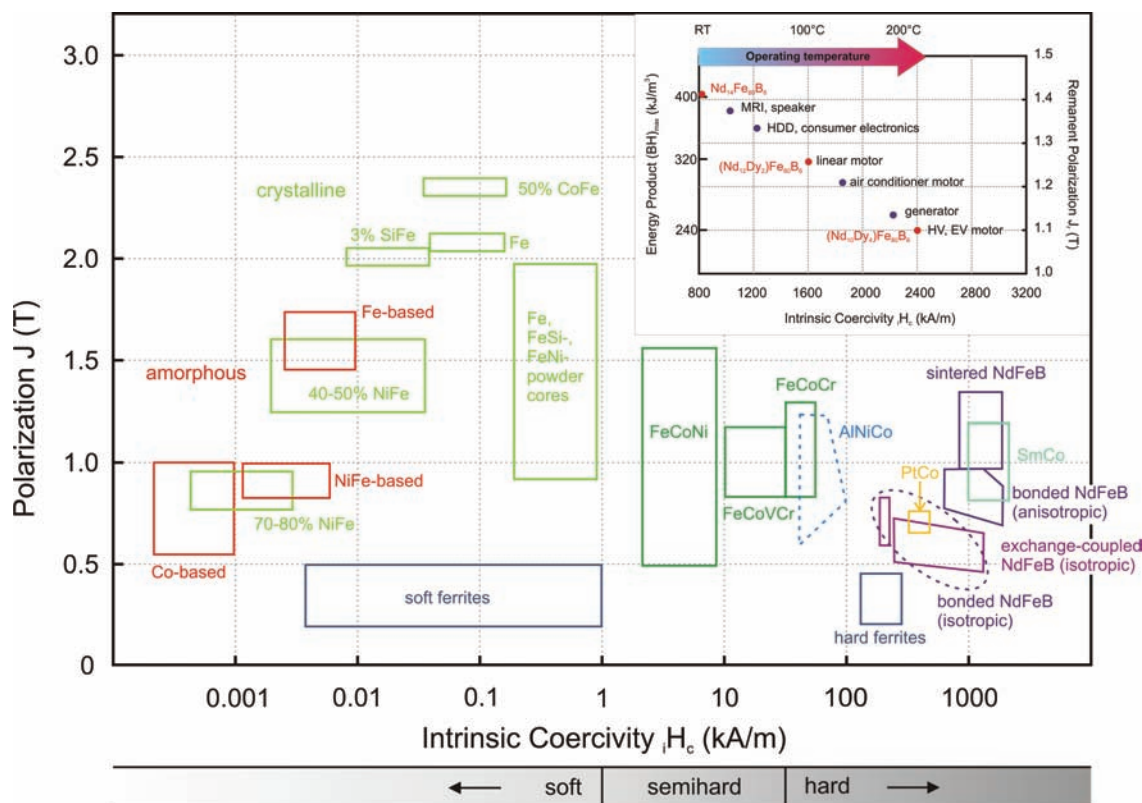 RT 100°C 200°C
Operating temperature
Energy Product (BH)max (kJ/m³)
400
320
240
Nd₁₄Fe₈₀B₆
MRI, speaker
HDD, consumer electronics
(Nd₁₂Dy₂)Fe₈₀B₆
linear motor
air conditioner motor
generator
(Nd₁₀Dy₄)Fe₈₀B₆
HV, EV motor
1.5
1.4
1.3
1.2
1.1
1.0
Remanent Polarization Jr (T)
800 1200 1600 2000 2400 2800 3200
Intrinsic Coercivity iHc (kA/m)
Polarization J (T)
3.0
2.5
2.0
1.5
1.0
0.5
0
crystalline
50% CoFe
3% SiFe
Fe
Fe-based
Fe,
FeSi-,
FeNi-
powder
cores
amorphous
40-50% NiFe
NiFe-based
70-80% NiFe
Co-based
soft ferrites
FeCoNi
FeCoCr
FeCoVCr
AlNiCo
sintered NdFeB
SmCo
PtCo
bonded NdFeB
(anisotropic)
exchange-coupled
NdFeB (isotropic)
bonded NdFeB
(isotropic)
hard ferrites
0.001 0.01 0.1 1 10 100 1000
Intrinsic Coercivity iHc (kA/m)
soft semihard hard